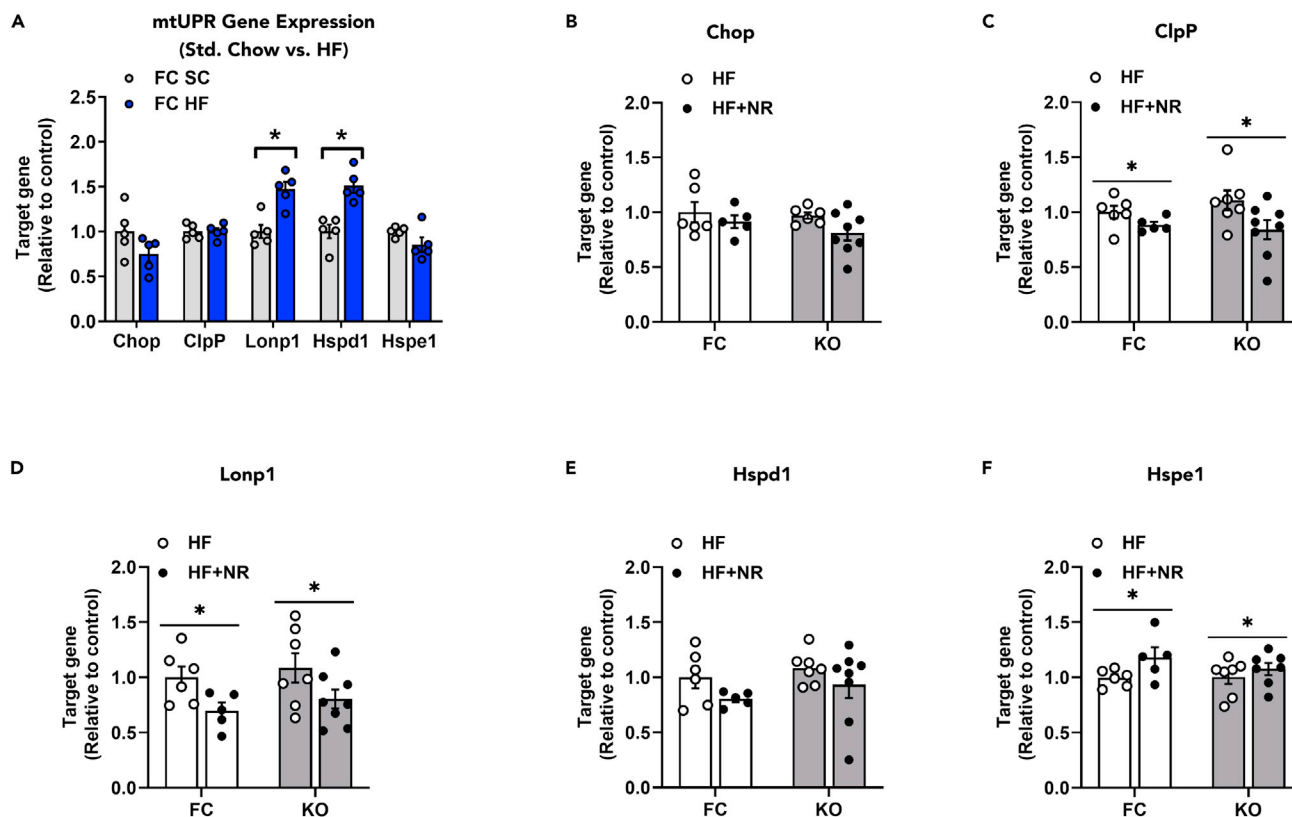 A
mtUPR Gene Expression
(Std. Chow vs. HF)
FC SC
FC HF
Target gene
(Relative to control)
2.5
2.0
1.5
1.0
0.5
0.0
*
*
Chop ClpP Lonp1 Hspd1 Hspe1
B
Chop
HF
HF+NR
Target gene
(Relative to control)
2.0
1.5
1.0
0.5
0.0
FC KO
C
ClpP
HF
HF+NR
Target gene
(Relative to control)
2.0
1.5
1.0
0.5
0.0
*
*
FC KO
D
Lonp1
HF
HF+NR
Target gene
(Relative to control)
2.0
1.5
1.0
0.5
0.0
*
*
FC KO
E
Hspd1
HF
HF+NR
Target gene
(Relative to control)
2.0
1.5
1.0
0.5
0.0
FC KO
F
Hspe1
HF
HF+NR
Target gene
(Relative to control)
2.0
1.5
1.0
0.5
0.0
*
*
FC KO